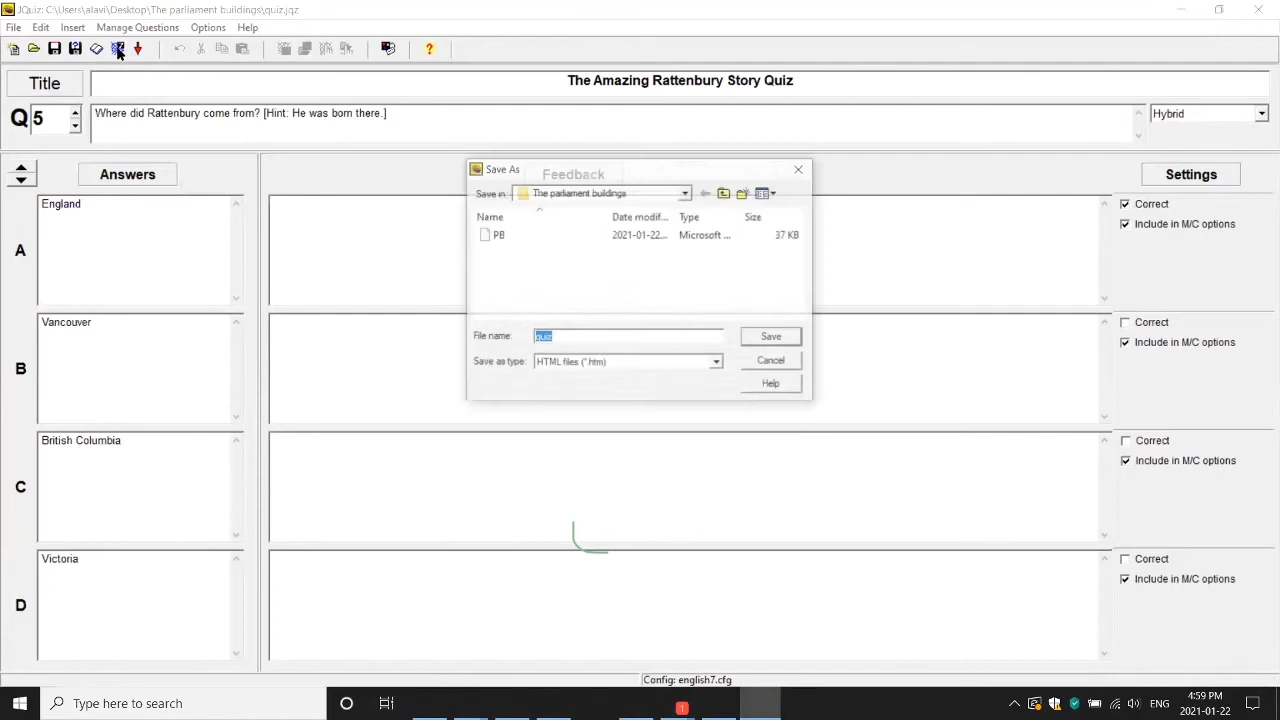 JQuiz: C:\Users\alavi\Desktop\The parliament buildings\quiz.jqz
File Edit Insert Manage Questions Options Help
Title
The Amazing Rattenbury Story Quiz
Q 5
Where did Rattenbury come from? [Hint: He was born there.]
Hybrid
Answers
Feedback
Settings
A
England
Correct
Include in M/C options
B
Vancouver
Correct
Include in M/C options
C
British Columbia
Correct
Include in M/C options
D
Victoria
Correct
Include in M/C options
Save As
Save in: The parliament buildings
Name Date modif... Type Size
PB 2021-01-22... Microsoft ... 37 KB
File name: quiz
Save
Save as type: HTML files (*.htm)
Cancel
Help
Config: english7.cfg
Type here to search
1
ENG
4:59 PM
2021-01-22